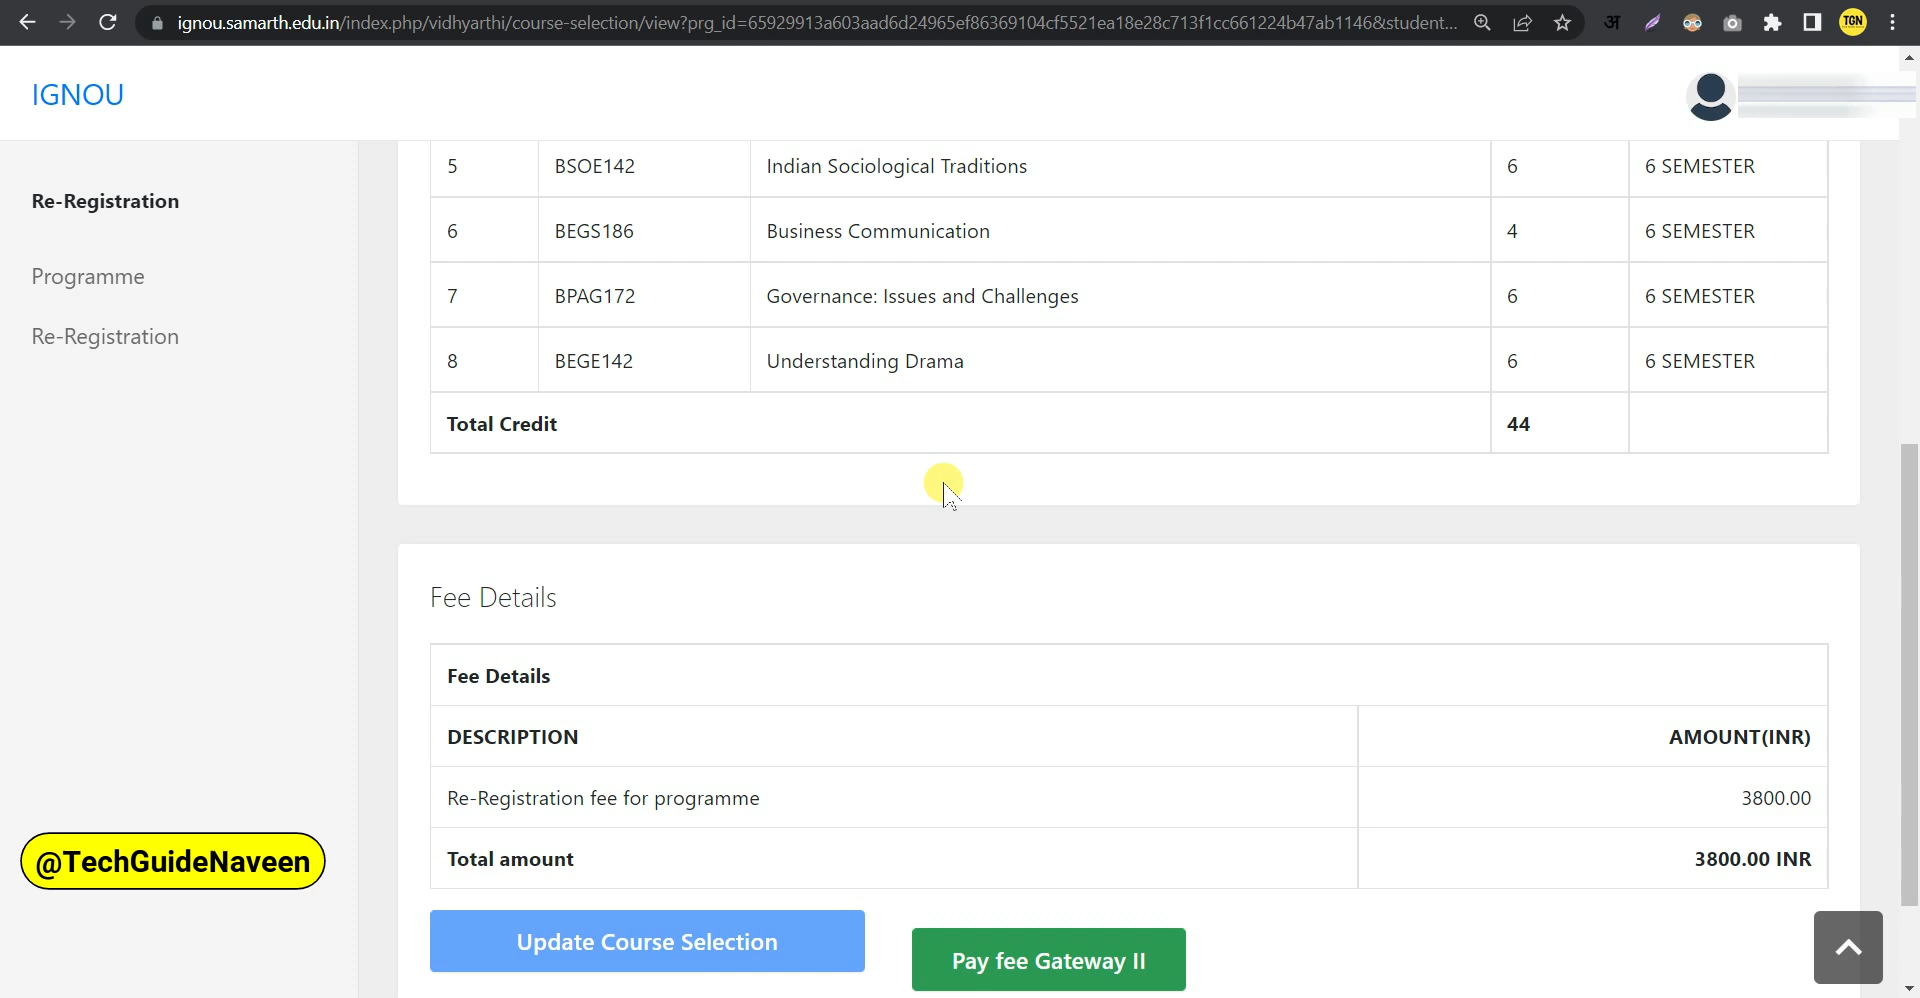 ignou.samarth.edu.in/index.php/vidhyarthi/course-selection/view?prg_id=65929913a603aad6d24965ef86369104cf5521ea18e28c713f1cc661224b47ab1146&student...
अ
TGN
IGNOU
Re-Registration
Programme
Re-Registration
5 BSOE142 Indian Sociological Traditions 6 6 SEMESTER
6 BEGS186 Business Communication 4 6 SEMESTER
7 BPAG172 Governance: Issues and Challenges 6 6 SEMESTER
8 BEGE142 Understanding Drama 6 6 SEMESTER
Total Credit 44
Fee Details
Fee Details
DESCRIPTION AMOUNT(INR)
Re-Registration fee for programme 3800.00
Total amount 3800.00 INR
@TechGuideNaveen
Update Course Selection
Pay fee Gateway II